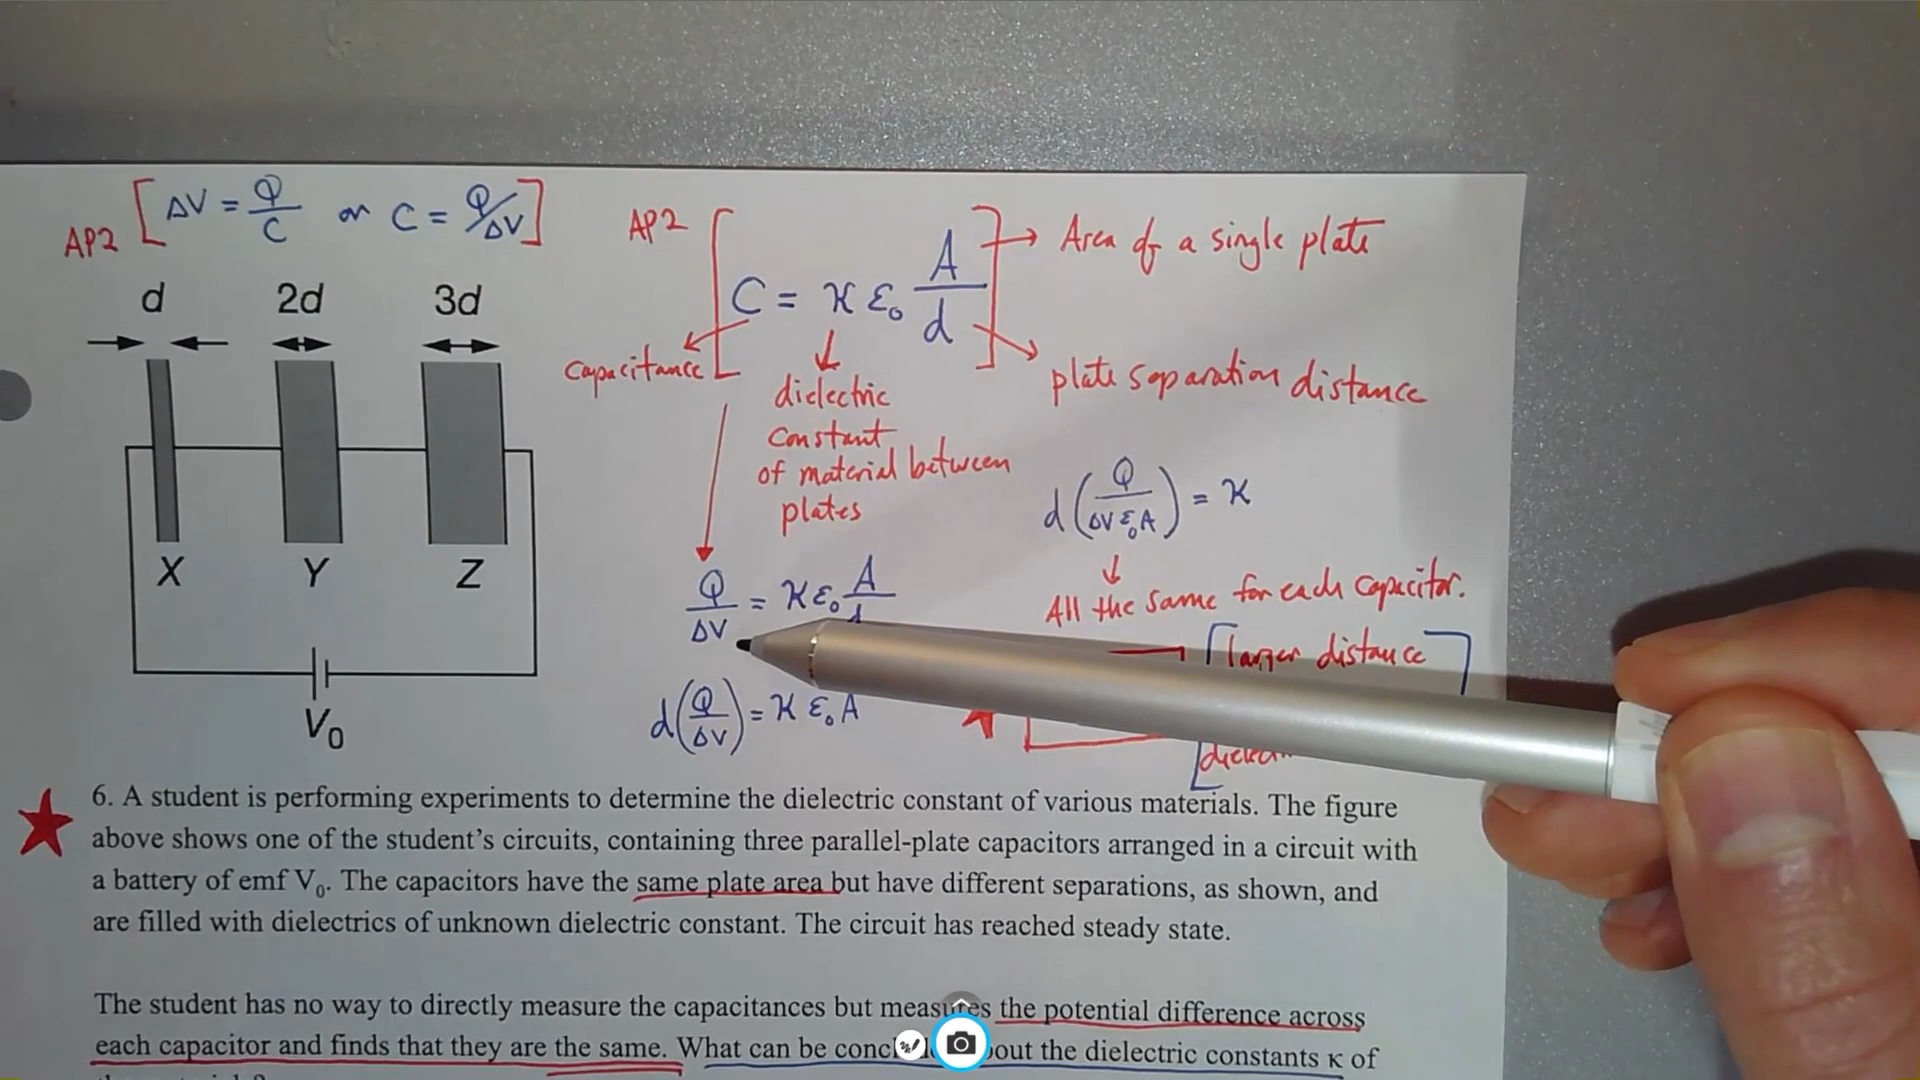 AP2 [ΔV = Q/C or C = Q/ΔV]
d 2d 3d
X Y Z
V₀
AP2 [C = κ ε₀ A/d]
→ Area of a single plate
capacitance
dielectric
constant
of material between
plates
plate separation distance
Q/ΔV = κ ε₀ A/
d(Q/ΔV) = κ ε₀ A
d(Q/ΔV ε₀ A) = κ
All the same for each capacitor.
larger distance
6. A student is performing experiments to determine the dielectric constant of various materials. The figure
above shows one of the student's circuits, containing three parallel-plate capacitors arranged in a circuit with
a battery of emf V₀. The capacitors have the same plate area but have different separations, as shown, and
are filled with dielectrics of unknown dielectric constant. The circuit has reached steady state.
The student has no way to directly measure the capacitances but measures the potential difference across
each capacitor and finds that they are the same. What can be the dielectric constants κ of